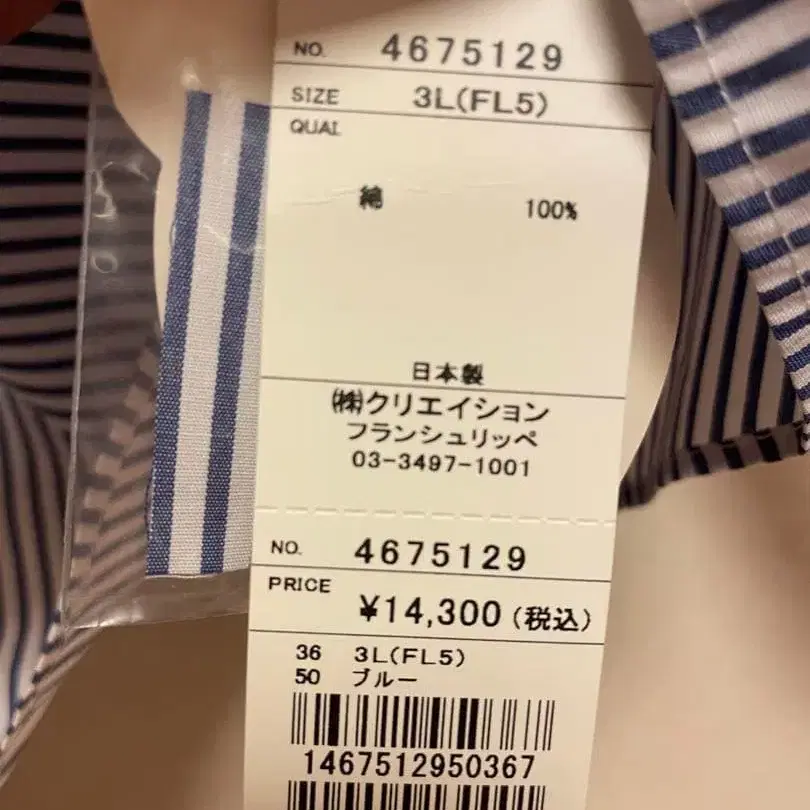 NO. 4675129
SIZE 3L(FL5)
QUAL
綿 100%
日本製
㈱クリエイション
フランシュリッペ
03-3497-1001
NO. 4675129
PRICE
¥14,300(税込)
36 3L(FL5)
50 ブルー
1467512950367